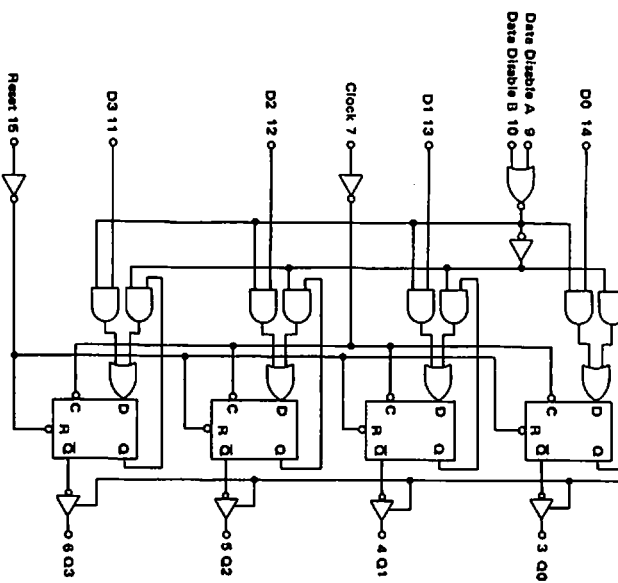 D0 14
D Q
C
R Q̅
3 Q0
Data Disable A 9
Data Disable B 10
D1 13
D Q
C
R Q̅
4 Q1
Clock 7
D2 12
D Q
C
R Q̅
5 Q2
D3 11
D Q
C
R Q̅
6 Q3
Reset 15